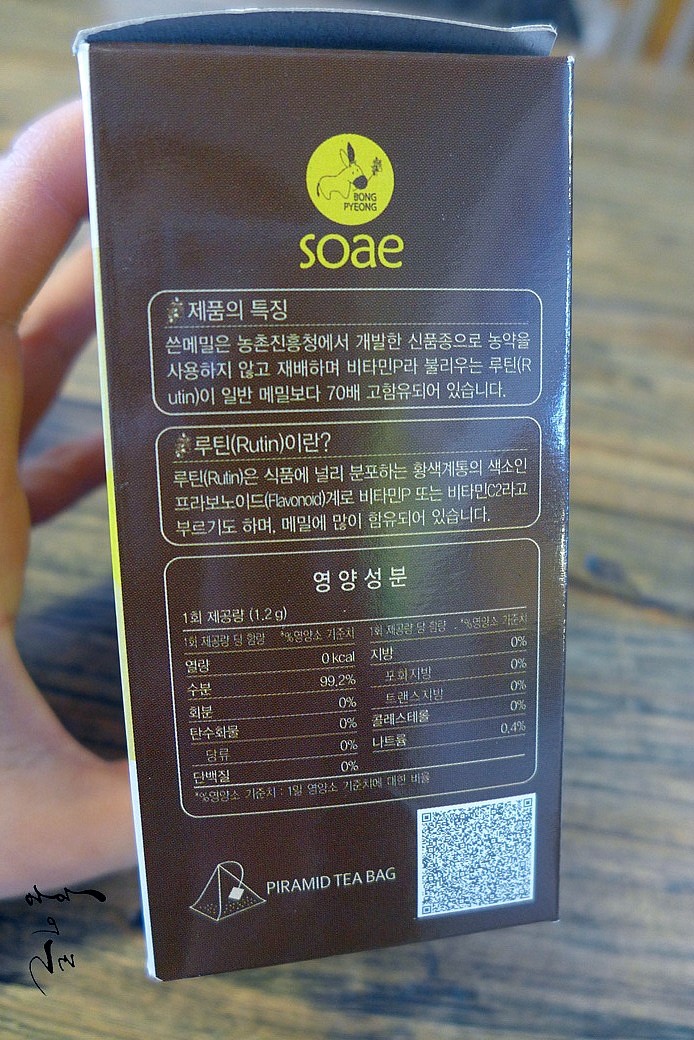 BONG
PYEONG
soae
제품의 특징
쓴메밀은 농촌진흥청에서 개발한 신품종으로 농약을
사용하지 않고 재배하며 비타민P라 불리우는 루틴(R
utin)이 일반 메밀보다 70배 고함유되어 있습니다.
루틴(Rutin)이란?
루틴(Rutin)은 식품에 널리 분포하는 황색계통의 색소인
프라보노이드(Flavonoid)계로 비타민P 또는 비타민C2라고
부르기도 하며, 메밀에 많이 함유되어 있습니다.
영양성분
1회 제공량 (1.2 g)
1회 제공량 당 함량 *%영양소 기준치 1회 제공량 당 함량 *%영양소 기준치
열량 0 kcal 지방 0%
수분 99.2% 포화지방 0%
회분 0% 트랜스지방 0%
탄수화물 0% 콜레스테롤 0%
당류 0% 나트륨 0.4%
단백질 0%
*%영양소 기준치 : 1일 영양소 기준치에 대한 비율
PIRAMID TEA BAG